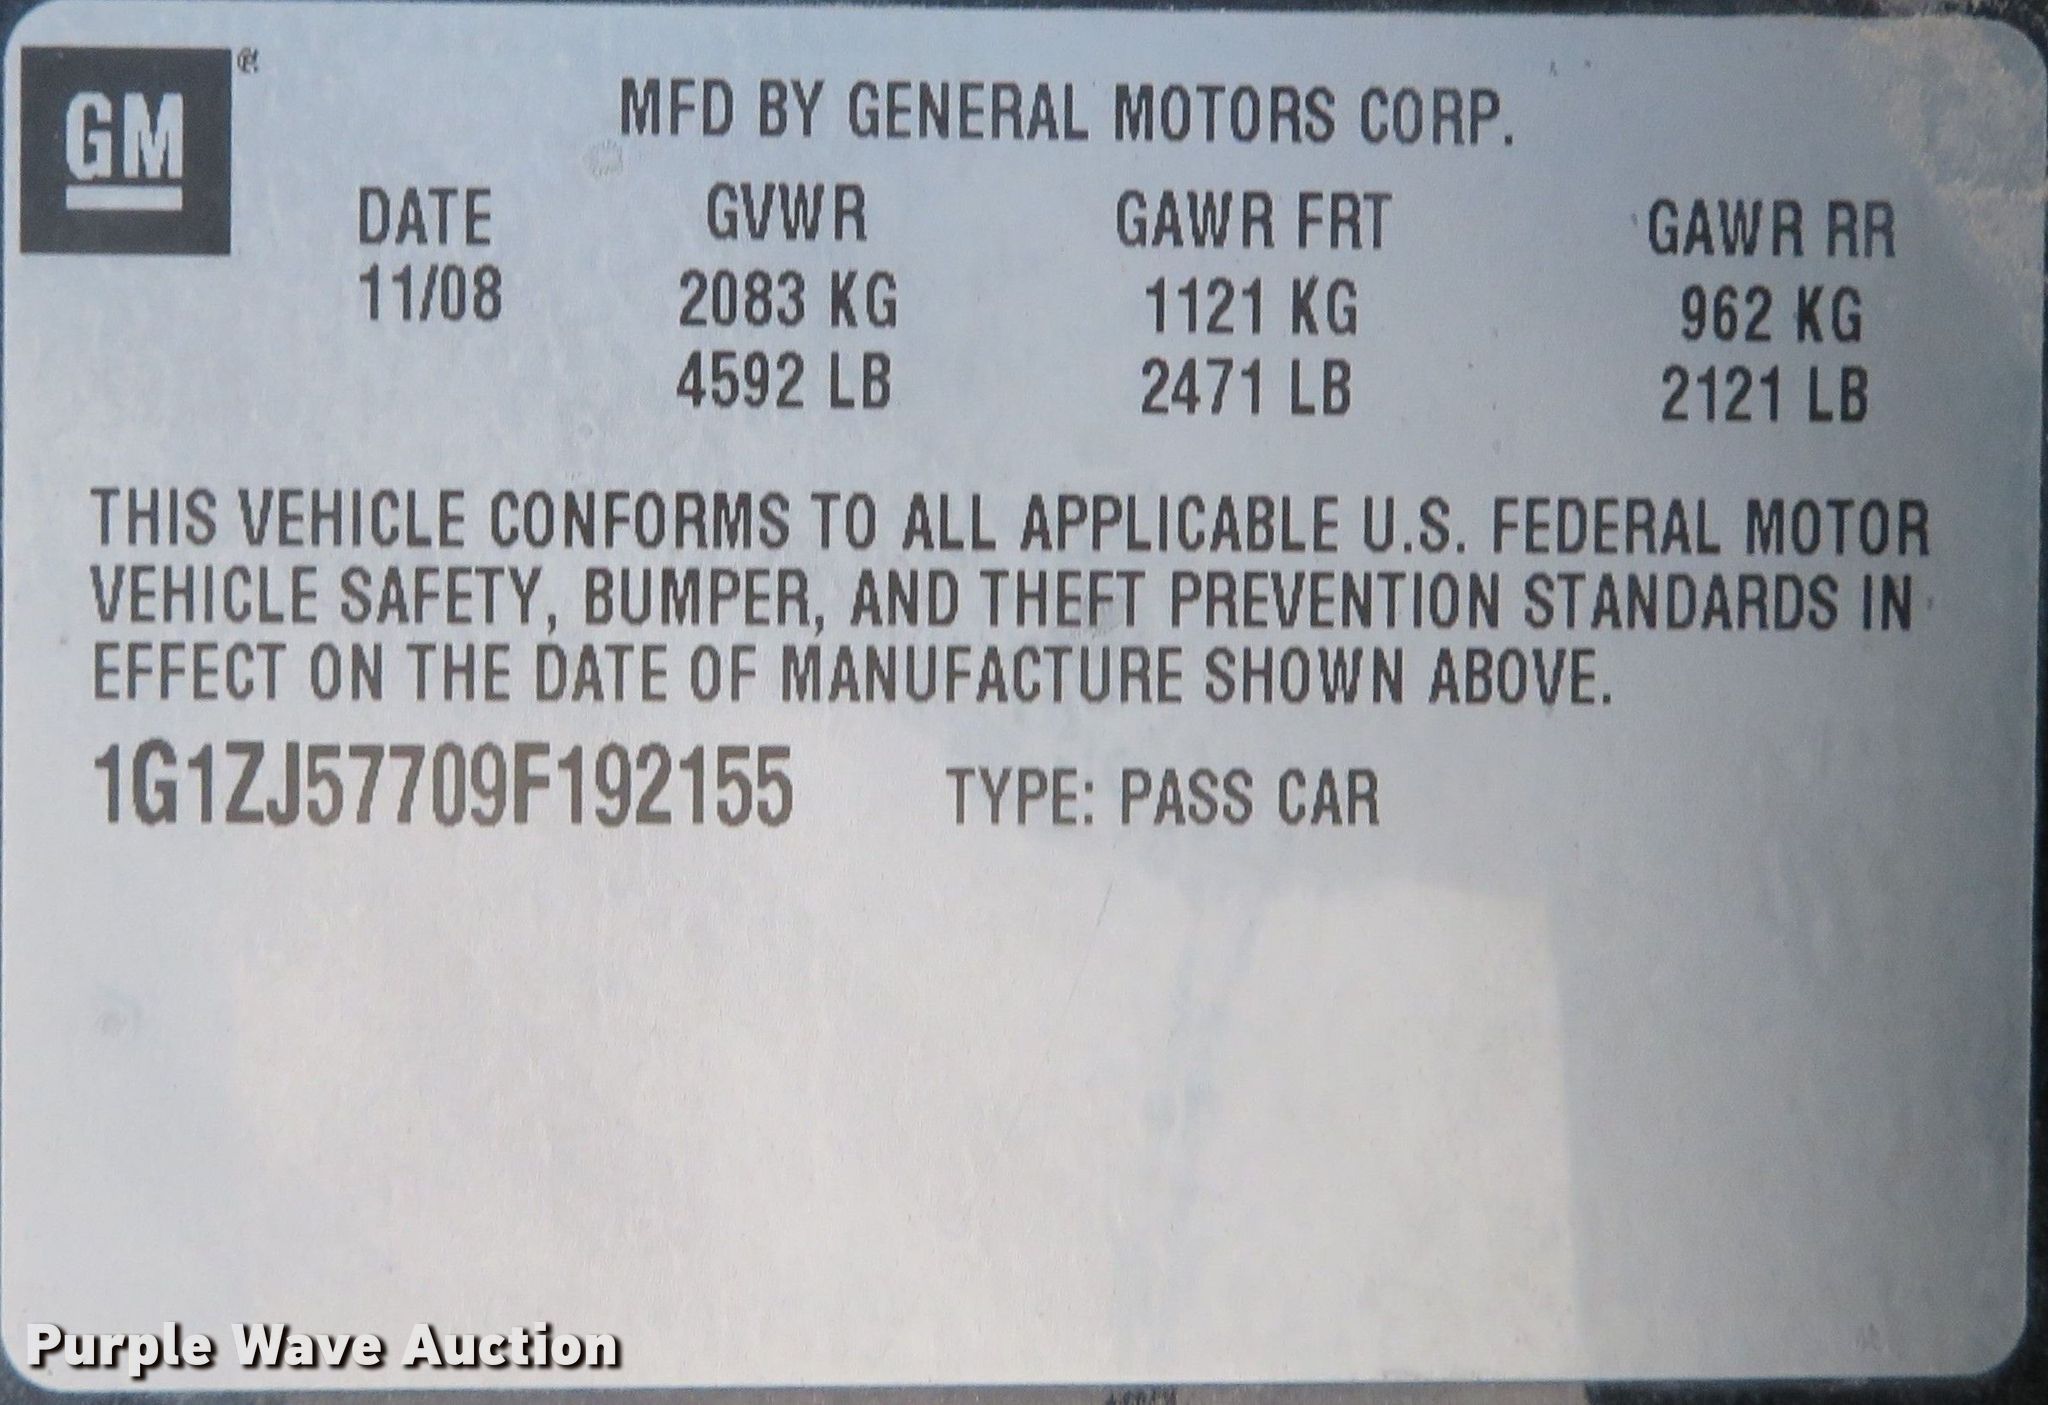 GM
MFD BY GENERAL MOTORS CORP.
DATE GVWR GAWR FRT GAWR RR
11/08 2083 KG 1121 KG 962 KG
4592 LB 2471 LB 2121 LB
THIS VEHICLE CONFORMS TO ALL APPLICABLE U.S. FEDERAL MOTOR
VEHICLE SAFETY, BUMPER, AND THEFT PREVENTION STANDARDS IN
EFFECT ON THE DATE OF MANUFACTURE SHOWN ABOVE.
1G1ZJ57709F192155 TYPE: PASS CAR
Purple Wave Auction